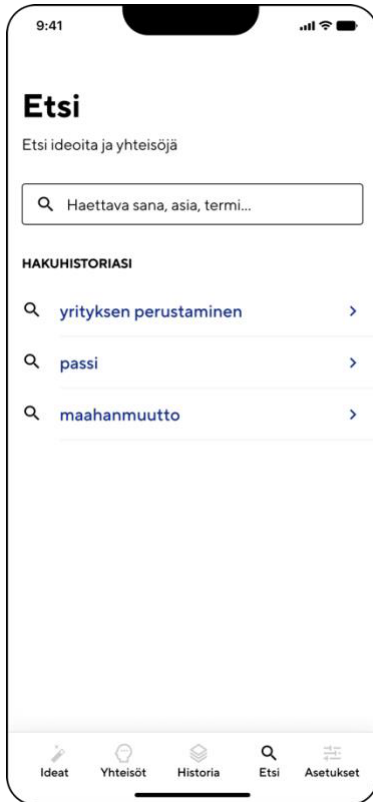 9:41
Etsi
Etsi ideoita ja yhteisöjä
Haettava sana, asia, termi...
HAKUHISTORIASI
yrityksen perustaminen
passi
maahanmuutto
Ideat Yhteisöt Historia Etsi Asetukset